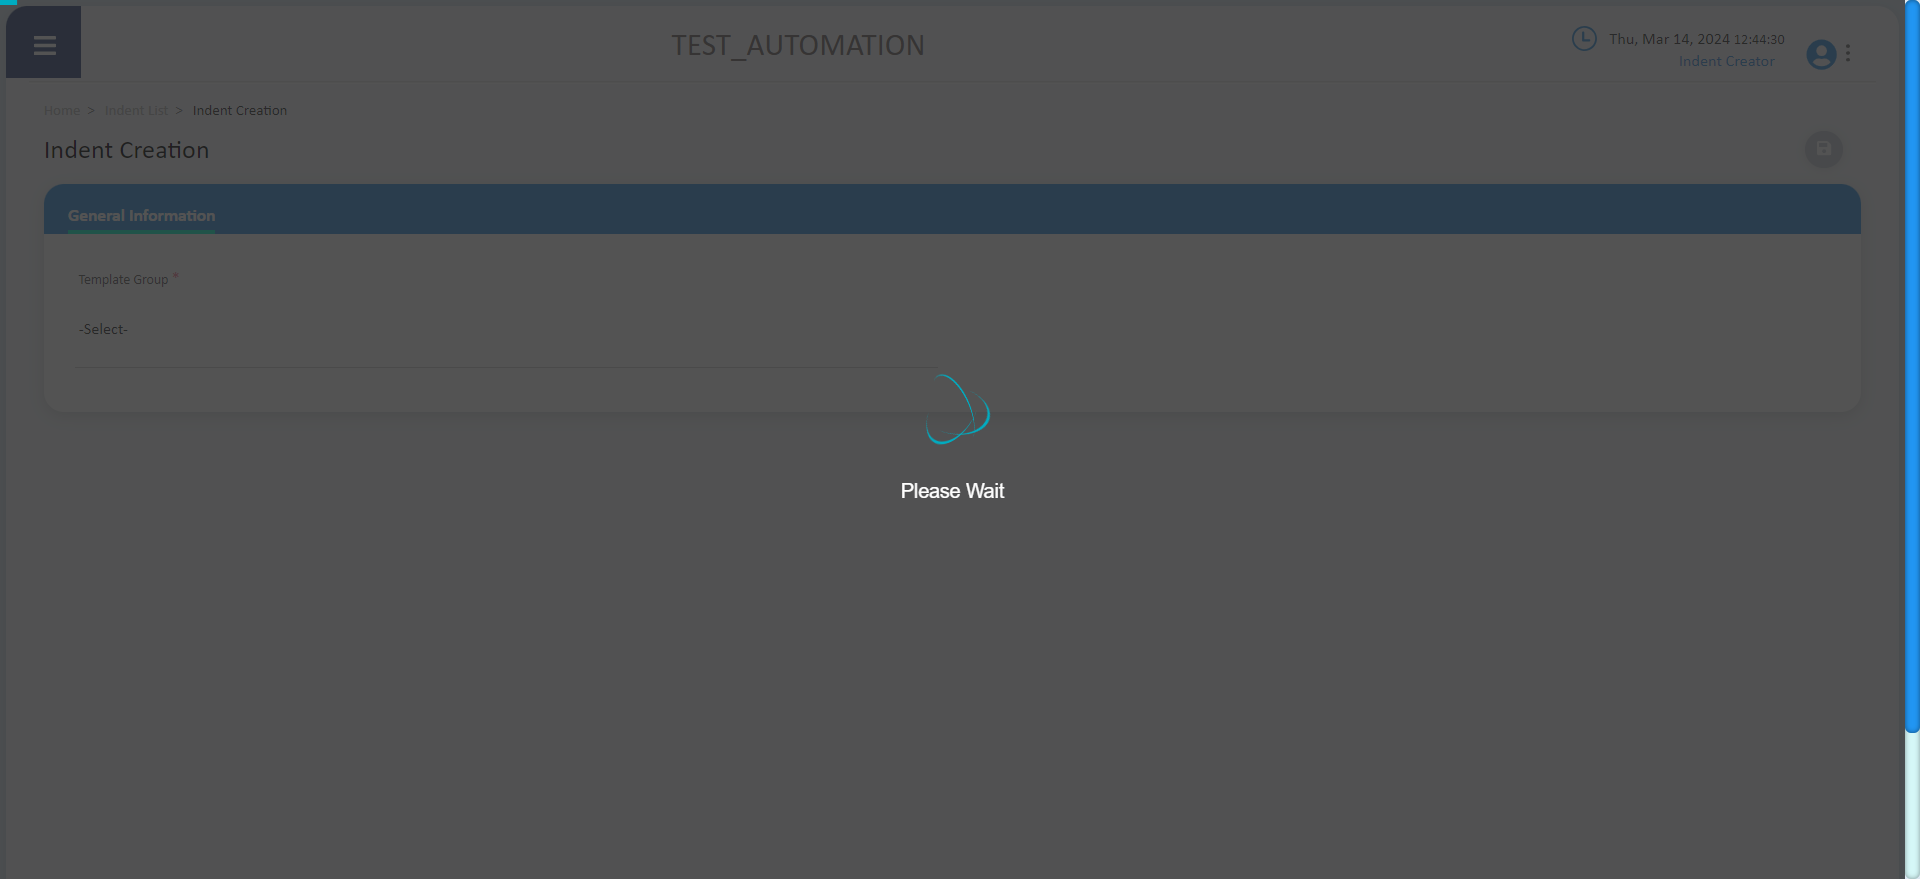 TEST_AUTOMATION
Thu, Mar 14, 2024 12:44:30
Indent Creator
Home > Indent List > Indent Creation
Indent Creation
General Information
Template Group *
-Select-
Please Wait